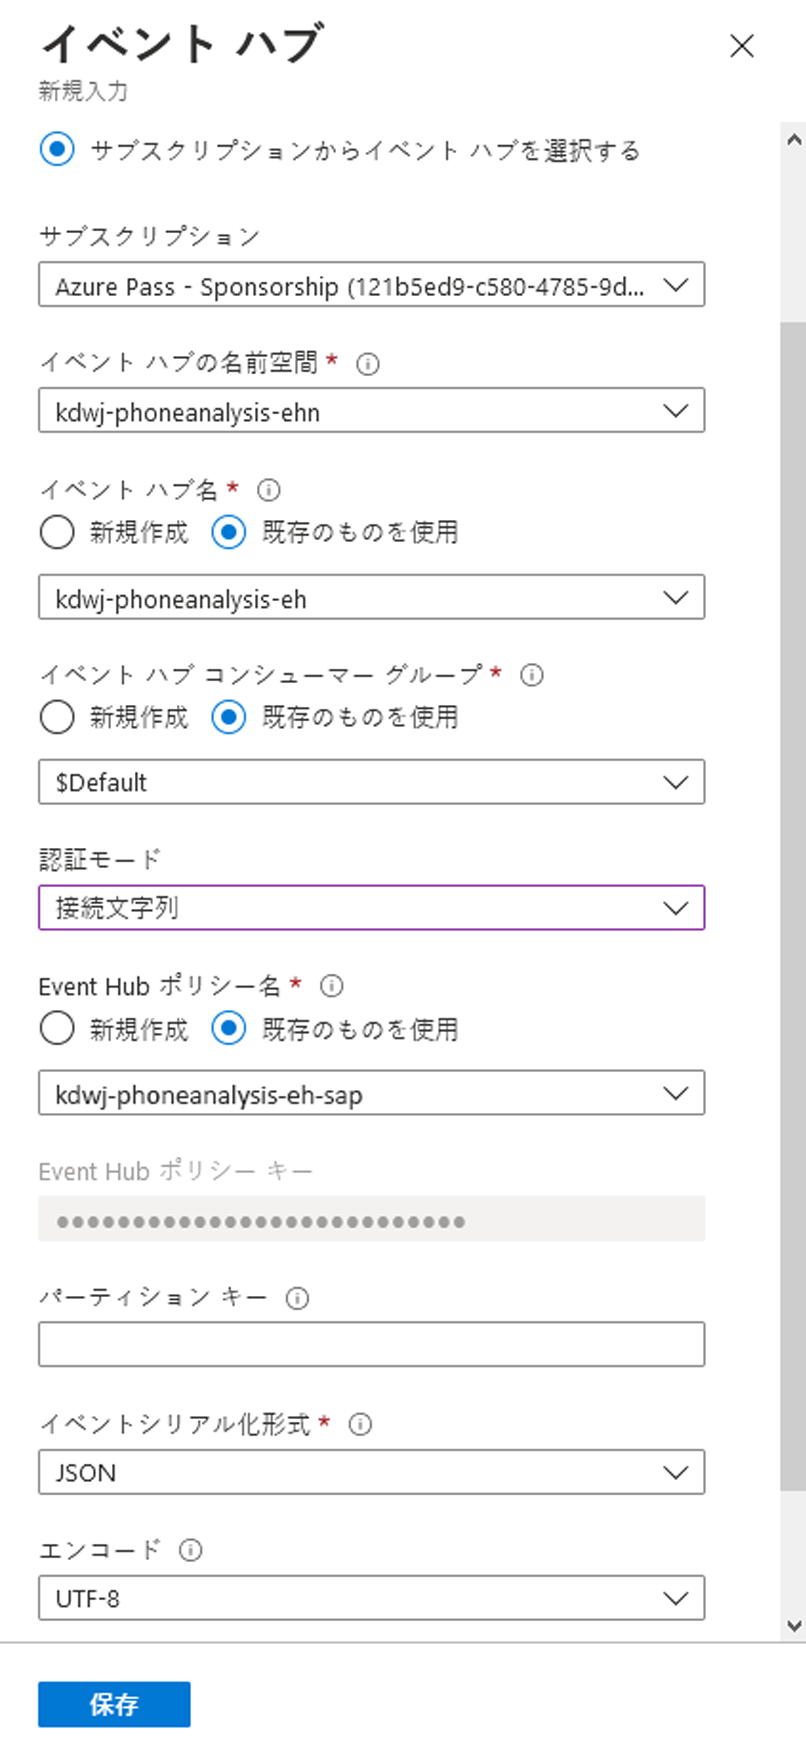 イベント ハブ
新規入力
サブスクリプションからイベント ハブを選択する
サブスクリプション
Azure Pass - Sponsorship (121b5ed9-c580-4785-9d...
イベント ハブの名前空間 *
kdwj-phoneanalysis-ehn
イベント ハブ名 *
新規作成 既存のものを使用
kdwj-phoneanalysis-eh
イベント ハブ コンシューマー グループ *
新規作成 既存のものを使用
$Default
認証モード
接続文字列
Event Hub ポリシー名 *
新規作成 既存のものを使用
kdwj-phoneanalysis-eh-sap
Event Hub ポリシー キー
パーティション キー
イベントシリアル化形式 *
JSON
エンコード
UTF-8
保存